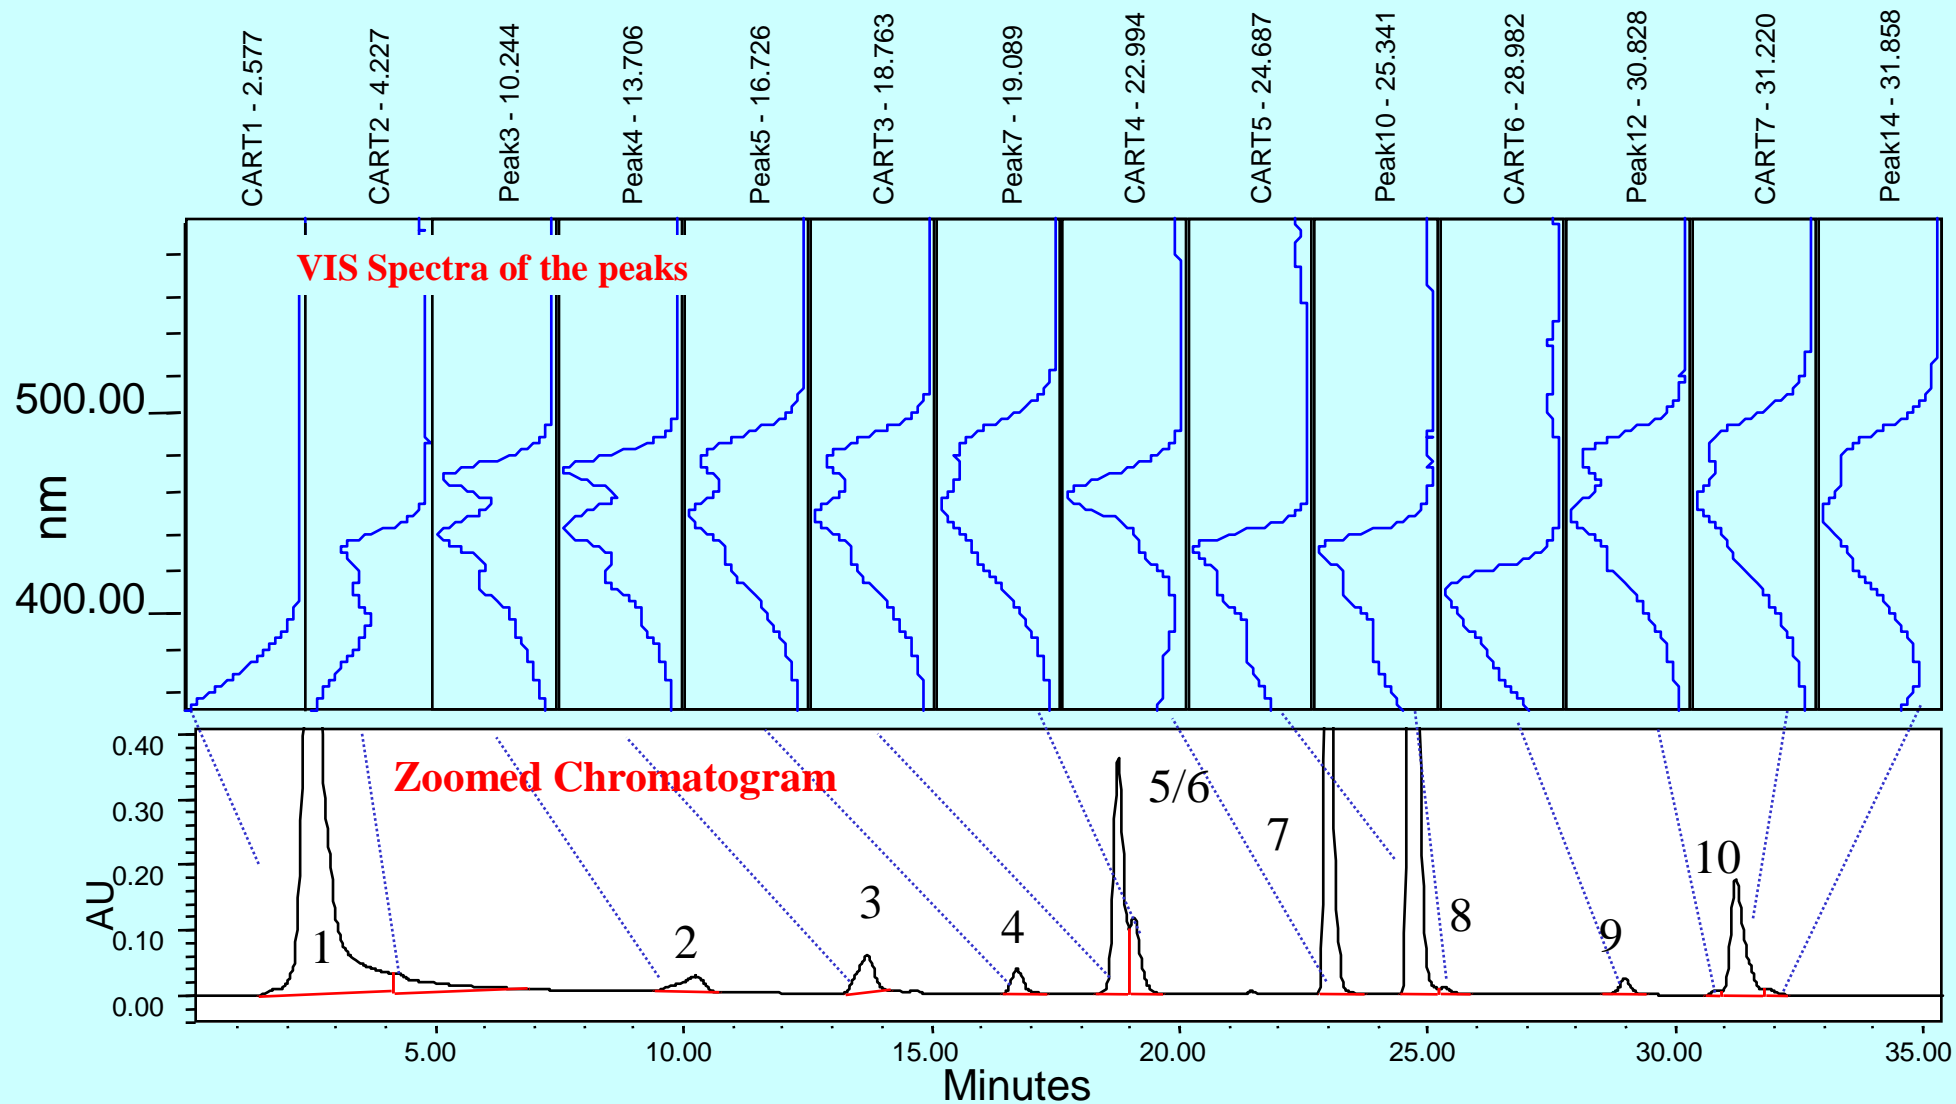 CART1 - 2.577
CART2 - 4.227
Peak3 - 10.244
Peak4 - 13.706
Peak5 - 16.726
CART3 - 18.763
Peak7 - 19.089
CART4 - 22.994
CART5 - 24.687
Peak10 - 25.341
CART6 - 28.982
Peak12 - 30.828
CART7 - 31.220
Peak14 - 31.858
VIS Spectra of the peaks
500.00
nm
400.00
0.40
Zoomed Chromatogram
5/6
0.30
7
10
0.20
AU
3
8
0.10
1
2
4
9
0.00
5.00 10.00 15.00 20.00 25.00 30.00 35.00
Minutes